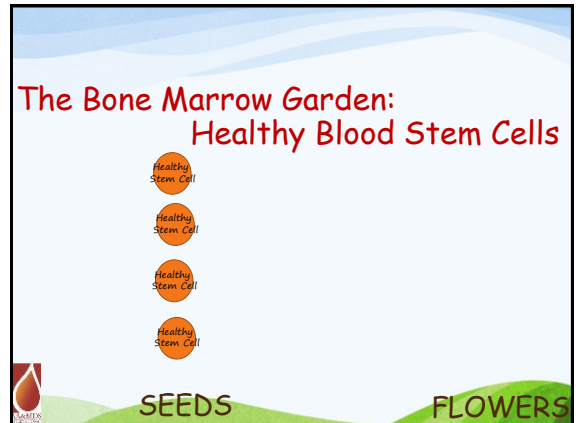 The Bone Marrow Garden:
Healthy Blood Stem Cells
Healthy
Stem Cell
Healthy
Stem Cell
Healthy
Stem Cell
Healthy
Stem Cell
SEEDS
FLOWERS